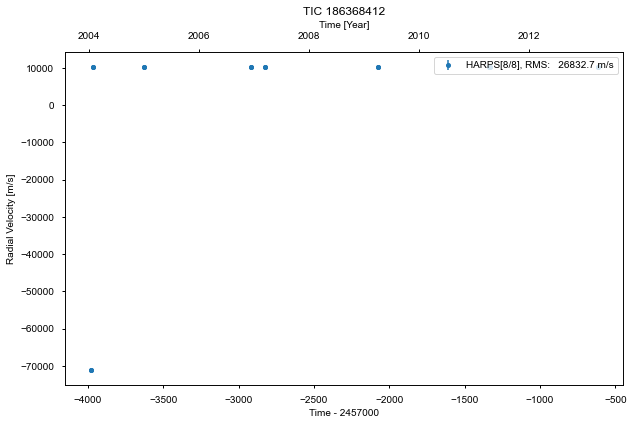 TIC 186368412
Time [Year]
2004 2006 2008 2010 2012
HARPS[8/8], RMS: 26832.7 m/s
10000
0
−10000
−20000
−30000
−40000
−50000
−60000
−70000
Radial Velocity [m/s]
−4000 −3500 −3000 −2500 −2000 −1500 −1000 −500
Time - 2457000